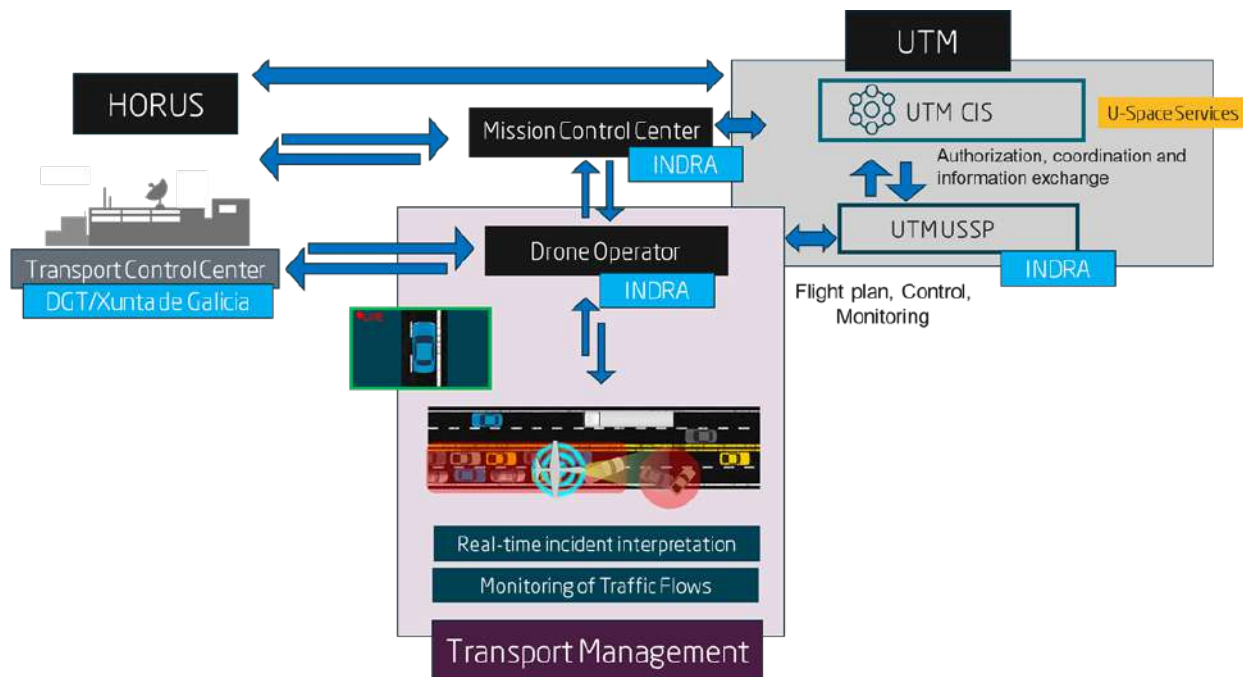 UTM
HORUS
UTM CIS
U-Space Services
Mission Control Center
INDRA
Authorization, coordination and
information exchange
UTM USSP
INDRA
Drone Operator
INDRA
Transport Control Center
DGT/Xunta de Galicia
Flight plan, Control,
Monitoring
LIVE
Real-time incident interpretation
Monitoring of Traffic Flows
Transport Management